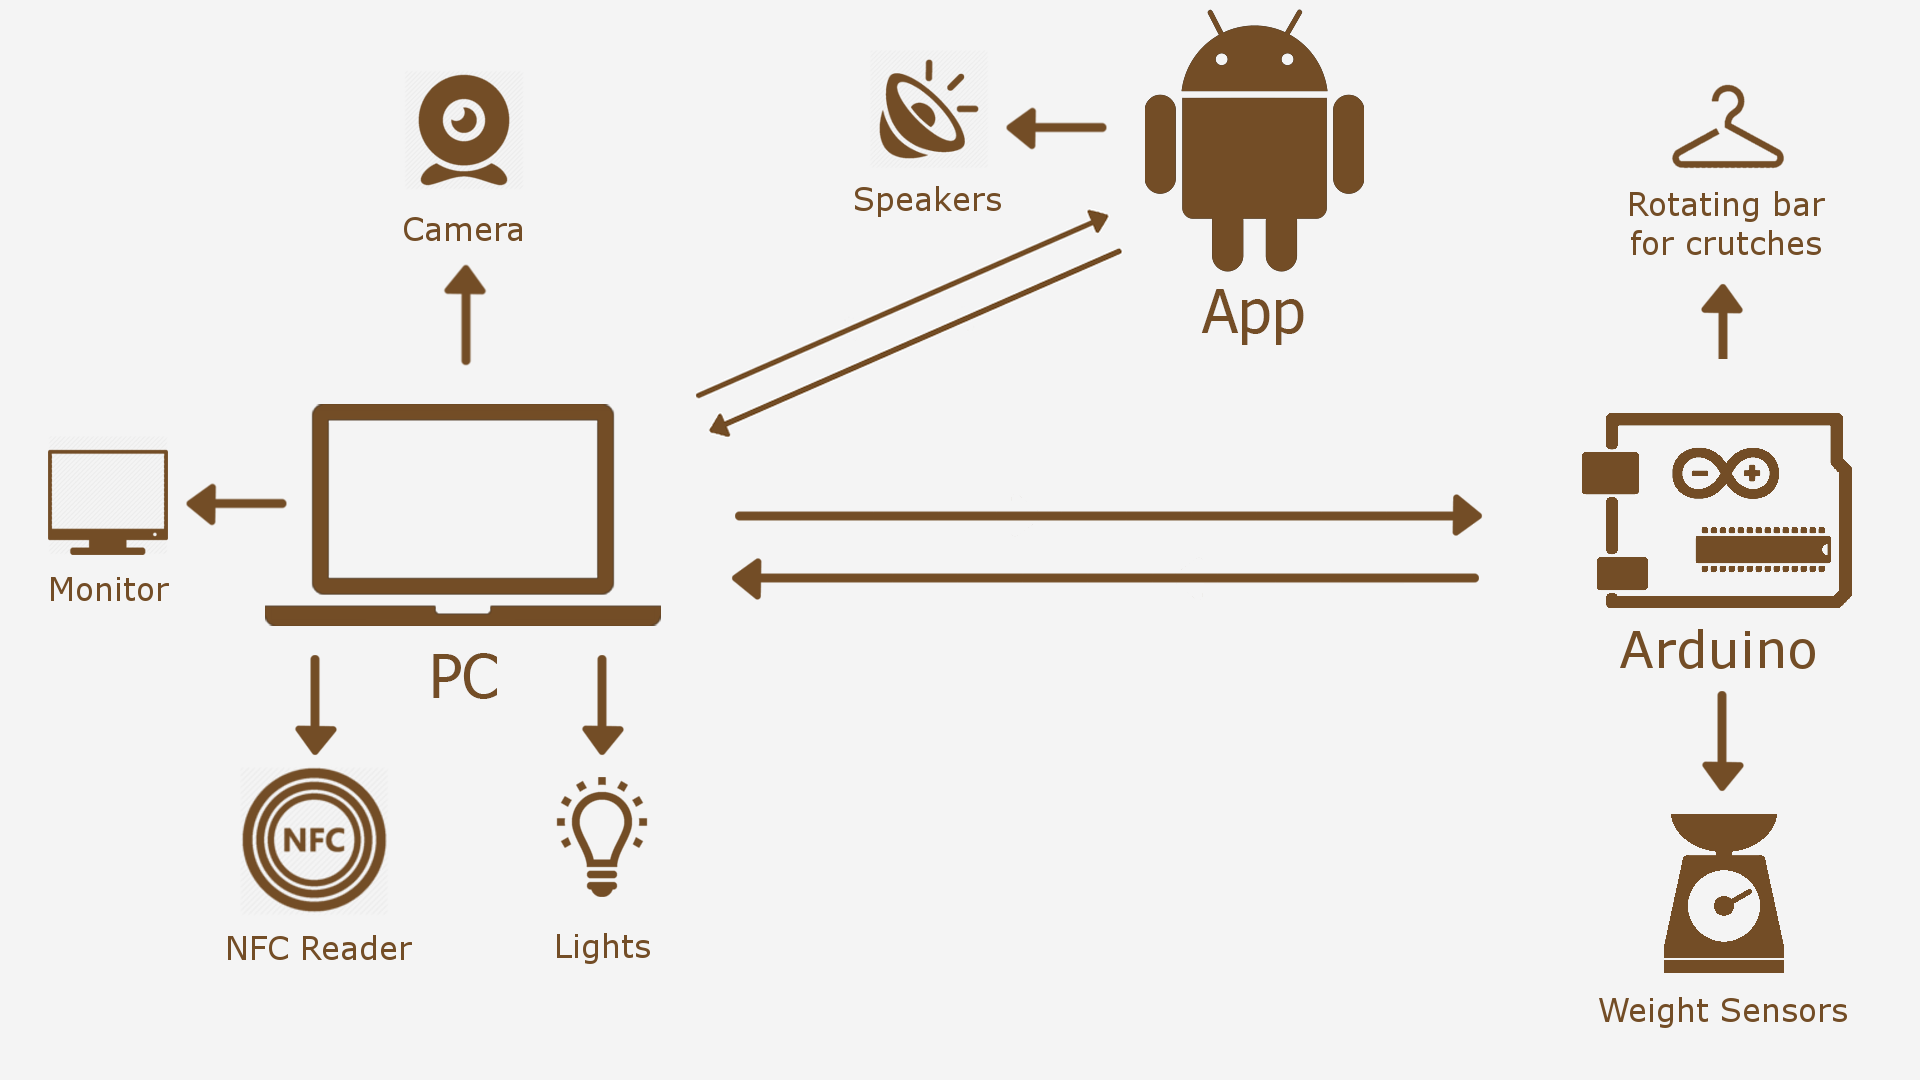 Camera
Speakers
App
Rotating bar
for crutches
Monitor
PC
Arduino
NFC
NFC Reader
Lights
Weight Sensors